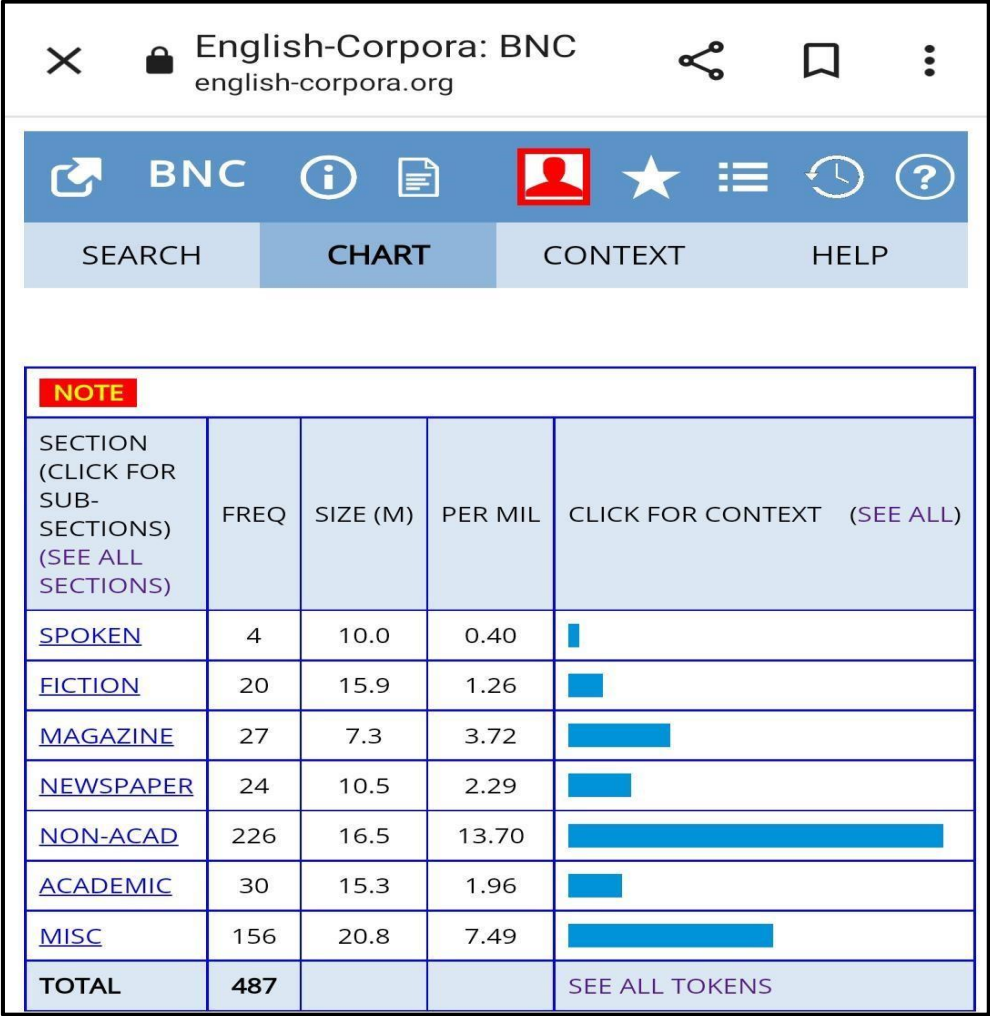 English-Corpora: BNC
english-corpora.org
BNC
SEARCH CHART CONTEXT HELP
NOTE
SECTION
(CLICK FOR
SUB-
SECTIONS)
(SEE ALL
SECTIONS)
FREQ SIZE (M) PER MIL CLICK FOR CONTEXT (SEE ALL)
SPOKEN 4 10.0 0.40
FICTION 20 15.9 1.26
MAGAZINE 27 7.3 3.72
NEWSPAPER 24 10.5 2.29
NON-ACAD 226 16.5 13.70
ACADEMIC 30 15.3 1.96
MISC 156 20.8 7.49
TOTAL 487 SEE ALL TOKENS